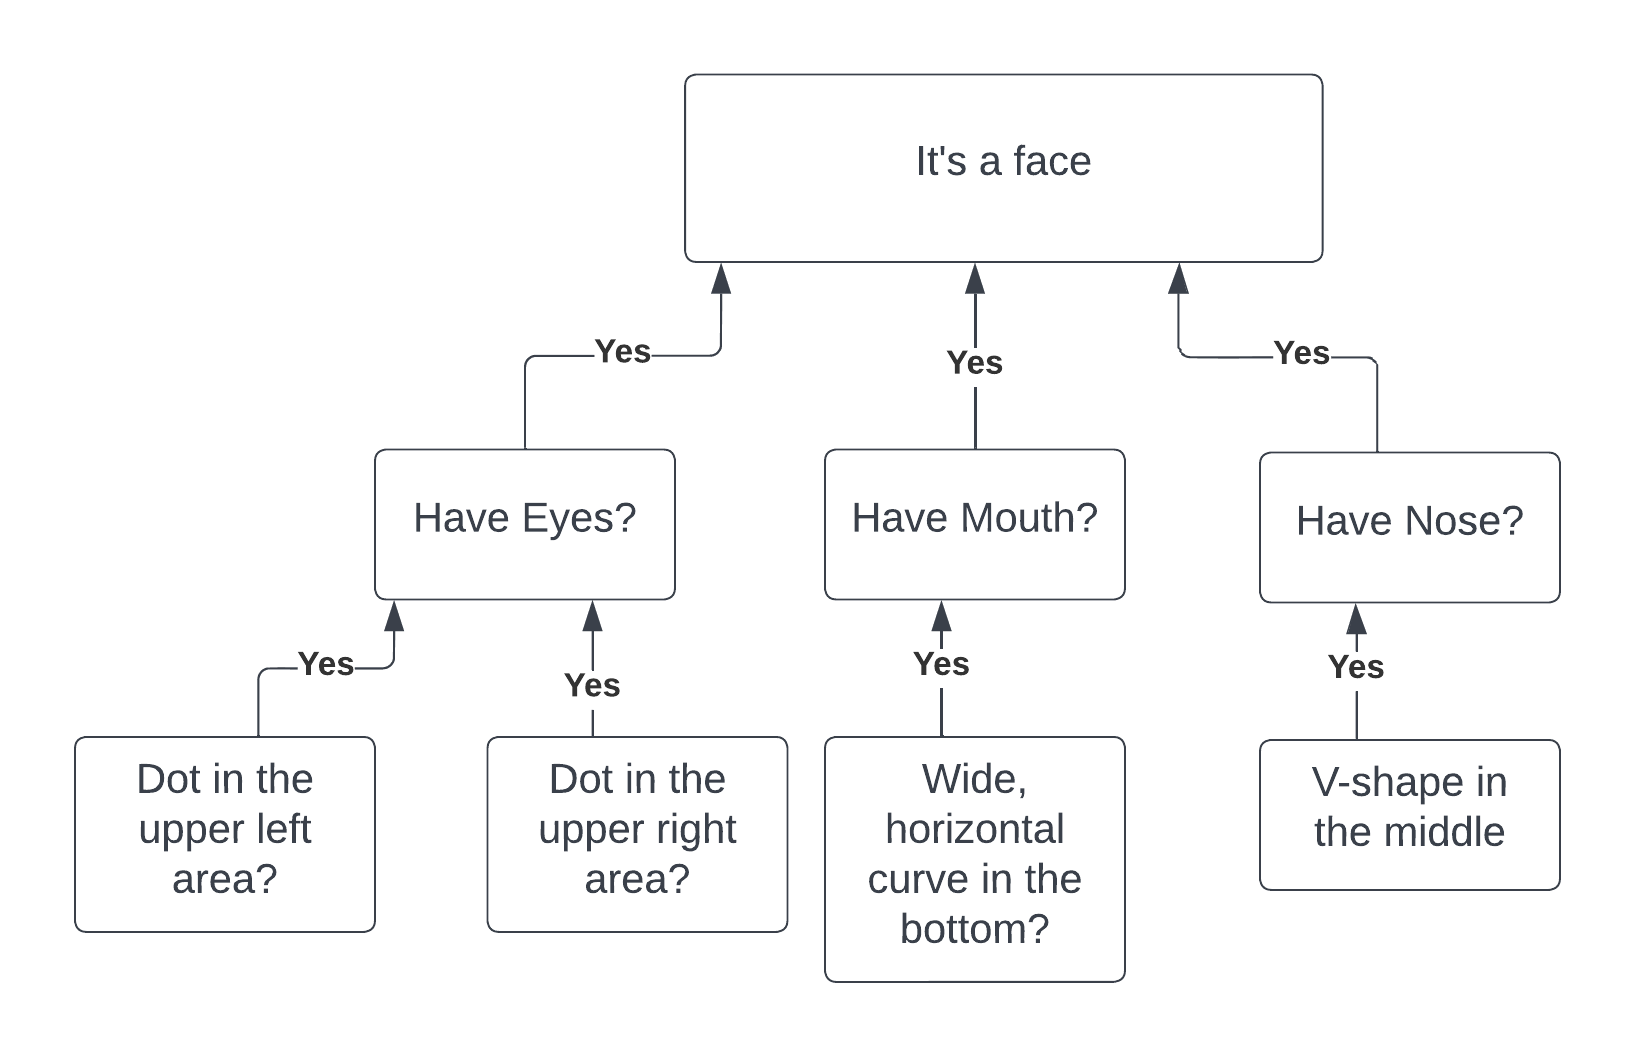 It's a face
Yes
Yes
Yes
Have Eyes?
Have Mouth?
Have Nose?
Yes
Yes
Yes
Yes
Dot in the
upper left
area?
Dot in the
upper right
area?
Wide,
horizontal
curve in the
bottom?
V-shape in
the middle